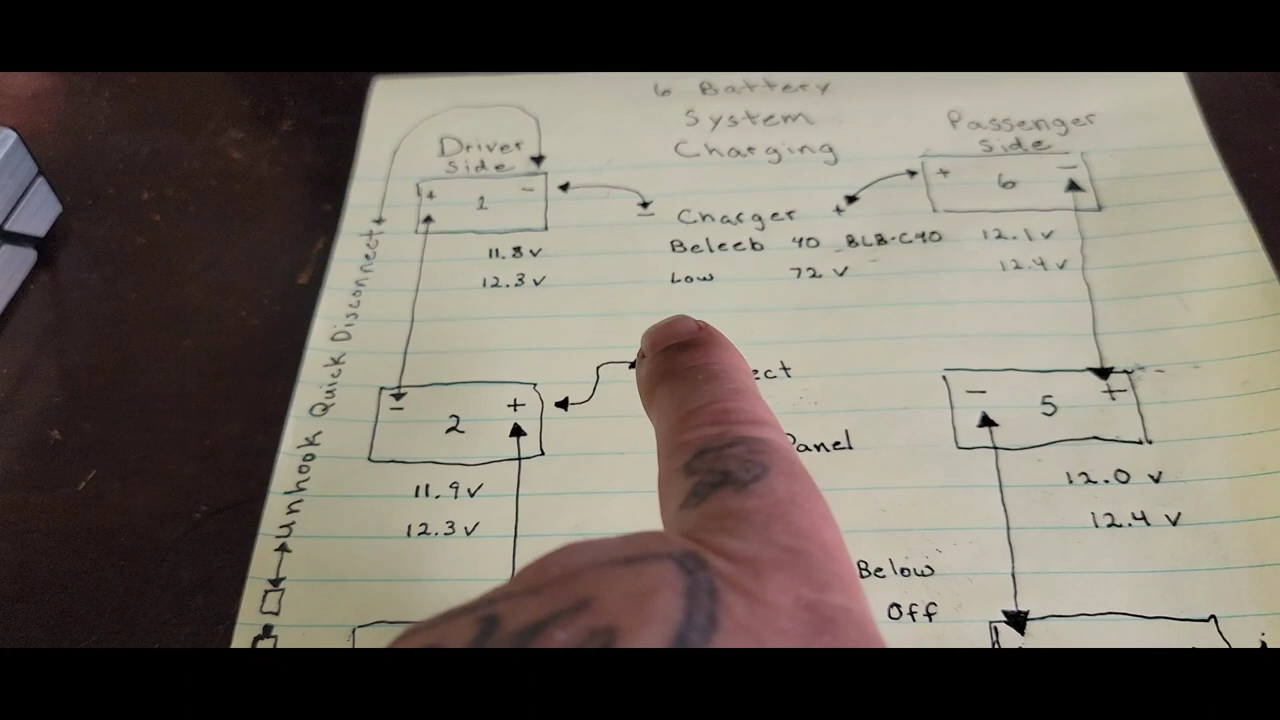 6 Battery
System
Charging
Driver
side
Passenger
side
+ 1 -
+ 6 -
- Charger +
Beleeb 40 BLB-C40
Low 72 V
11.8 V
12.3 V
12.1 V
12.4 V
Unhook Quick Disconnect
- 2 +
- 5 +
Panel
11.9 V
12.3 V
12.0 V
12.4 V
Below
Off